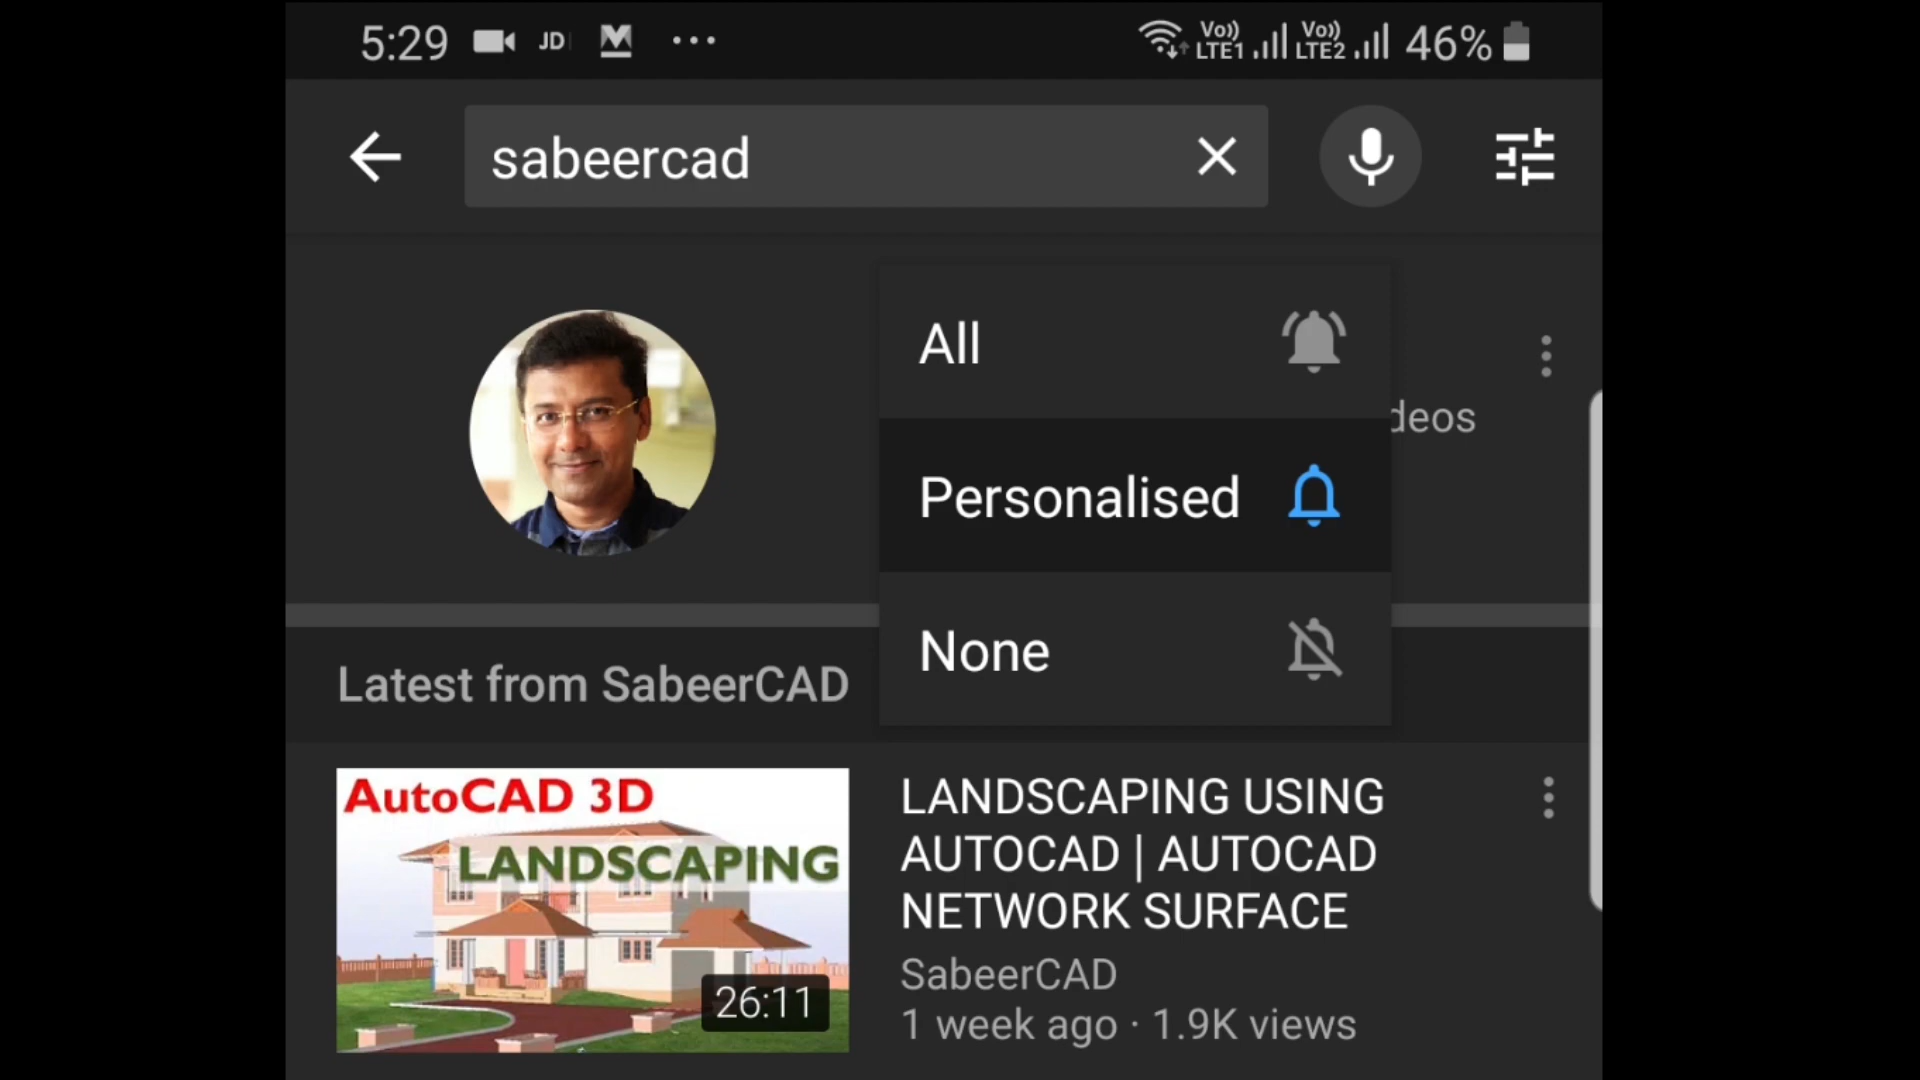 5:29 JD M ... Vo)) LTE1 Vo)) LTE2 46%
sabeercad
All
deos
Personalised
None
Latest from SabeerCAD
AutoCAD 3D
LANDSCAPING
26:11
LANDSCAPING USING
AUTOCAD | AUTOCAD
NETWORK SURFACE
SabeerCAD
1 week ago · 1.9K views